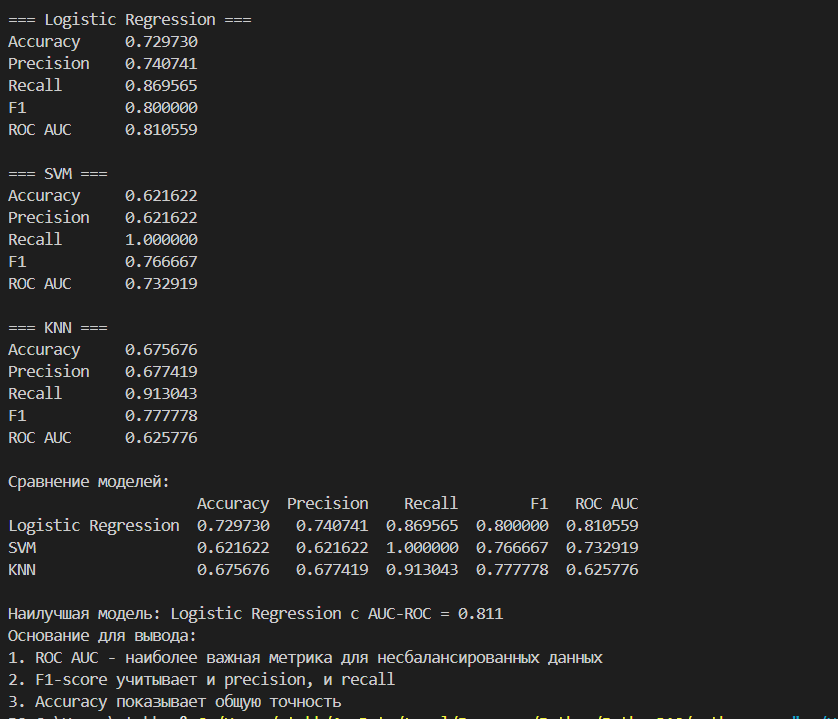 === Logistic Regression ===
Accuracy 0.729730
Precision 0.740741
Recall 0.869565
F1 0.800000
ROC AUC 0.810559
=== SVM ===
Accuracy 0.621622
Precision 0.621622
Recall 1.000000
F1 0.766667
ROC AUC 0.732919
=== KNN ===
Accuracy 0.675676
Precision 0.677419
Recall 0.913043
F1 0.777778
ROC AUC 0.625776
Сравнение моделей:
Accuracy Precision Recall F1 ROC AUC
Logistic Regression 0.729730 0.740741 0.869565 0.800000 0.810559
SVM 0.621622 0.621622 1.000000 0.766667 0.732919
KNN 0.675676 0.677419 0.913043 0.777778 0.625776
Наилучшая модель: Logistic Regression с AUC-ROC = 0.811
Основание для вывода:
1. ROC AUC - наиболее важная метрика для несбалансированных данных
2. F1-score учитывает и precision, и recall
3. Accuracy показывает общую точность